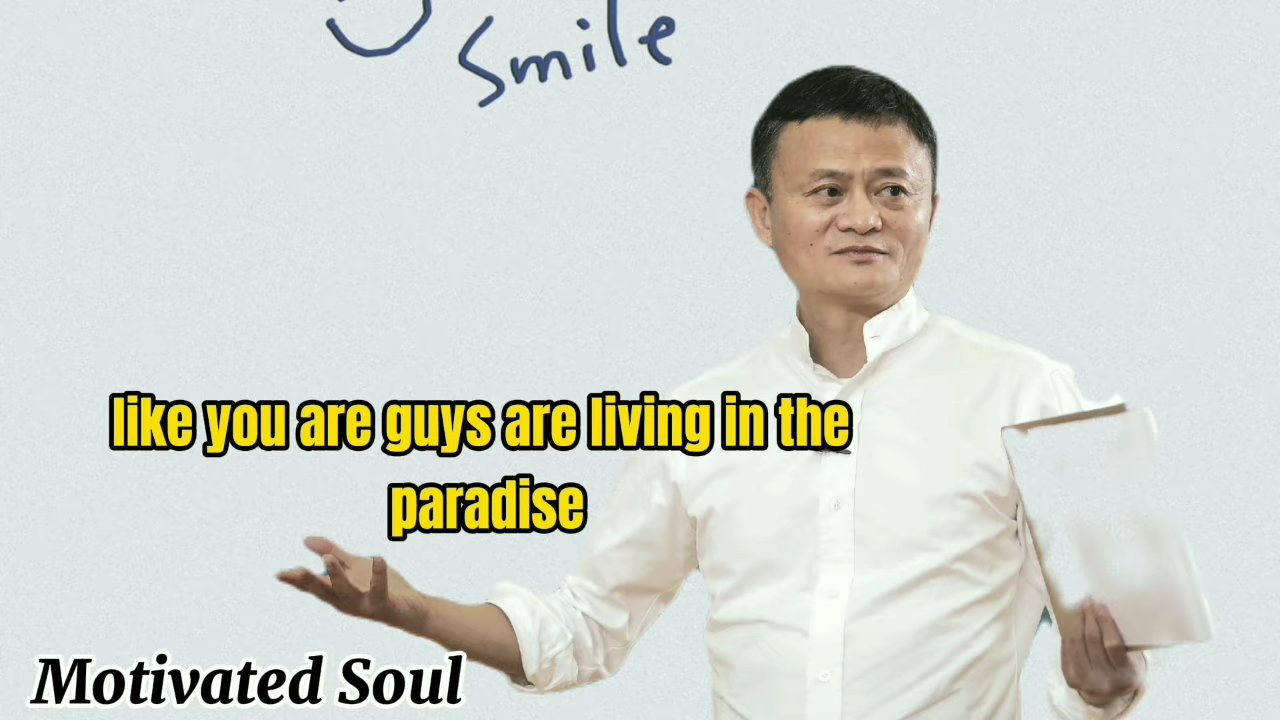 Smile
like you are guys are living in the
paradise
Motivated Soul